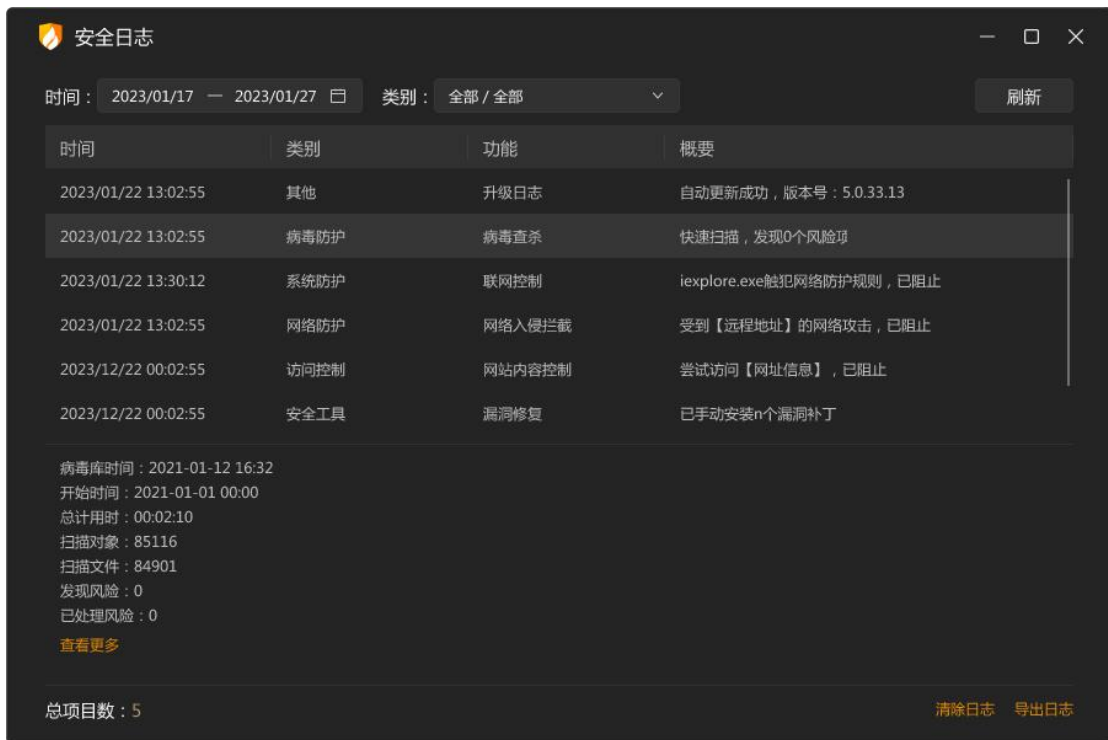 安全日志
时间： 2023/01/17 — 2023/01/27 类别： 全部 / 全部 刷新
时间 类别 功能 概要
2023/01/22 13:02:55 其他 升级日志 自动更新成功，版本号：5.0.33.13
2023/01/22 13:02:55 病毒防护 病毒查杀 快速扫描，发现0个风险项
2023/01/22 13:30:12 系统防护 联网控制 iexplore.exe触犯网络防护规则，已阻止
2023/01/22 13:02:55 网络防护 网络入侵拦截 受到【远程地址】的网络攻击，已阻止
2023/12/22 00:02:55 访问控制 网站内容控制 尝试访问【网址信息】，已阻止
2023/12/22 00:02:55 安全工具 漏洞修复 已手动安装n个漏洞补丁
病毒库时间：2021-01-12 16:32
开始时间：2021-01-01 00:00
总计用时：00:02:10
扫描对象：85116
扫描文件：84901
发现风险：0
已处理风险：0
查看更多
总项目数：5 清除日志 导出日志